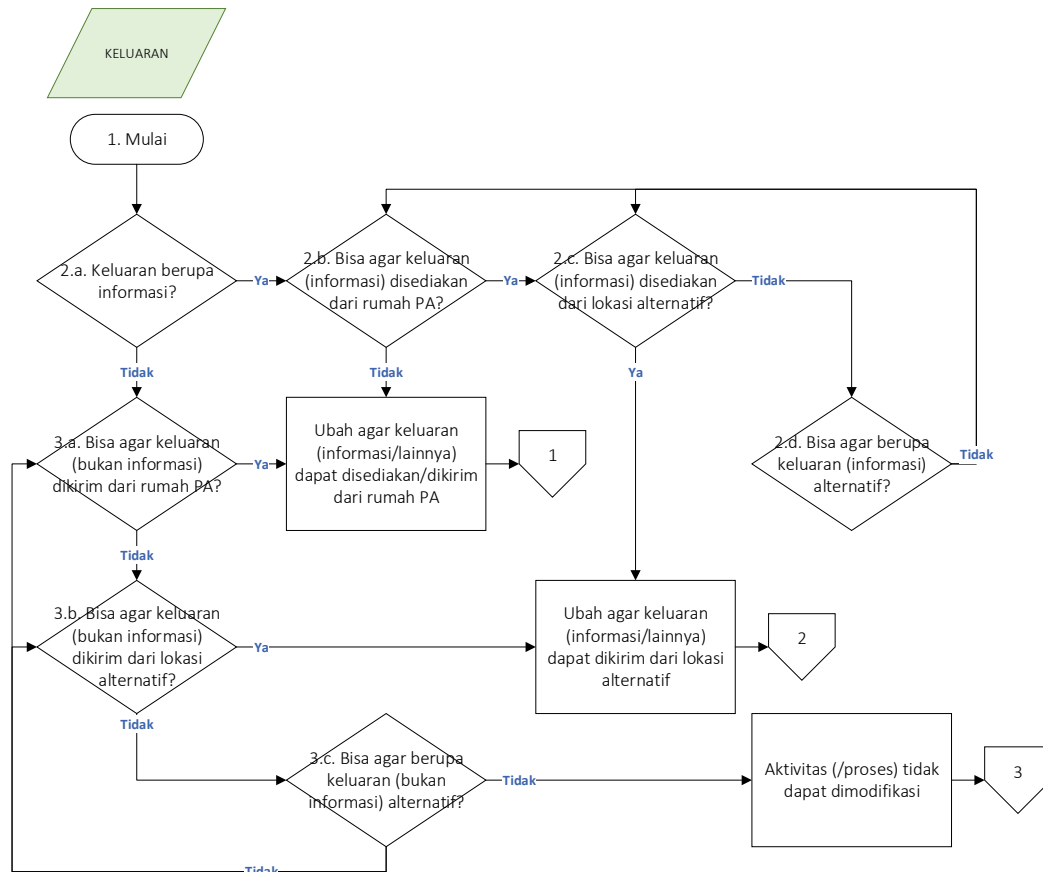 KELUARAN
1. Mulai
2.a. Keluaran berupa
informasi?
Ya
2.b. Bisa agar keluaran
(informasi) disediakan
dari rumah PA?
Ya
2.c. Bisa agar keluaran
(informasi) disediakan
dari lokasi alternatif?
Tidak
Tidak
Tidak
Ya
3.a. Bisa agar keluaran
(bukan informasi)
dikirim dari rumah PA?
Ya
Ubah agar keluaran
(informasi/lainnya)
dapat disediakan/dikirim
dari rumah PA
1
2.d. Bisa agar berupa
keluaran (informasi)
alternatif?
Tidak
Tidak
3.b. Bisa agar keluaran
(bukan informasi)
dikirim dari lokasi
alternatif?
Ya
Ubah agar keluaran
(informasi/lainnya)
dapat dikirim dari lokasi
alternatif
2
Tidak
3.c. Bisa agar berupa
keluaran (bukan
informasi) alternatif?
Tidak
Aktivitas (/proses) tidak
dapat dimodifikasi
3
Tidak